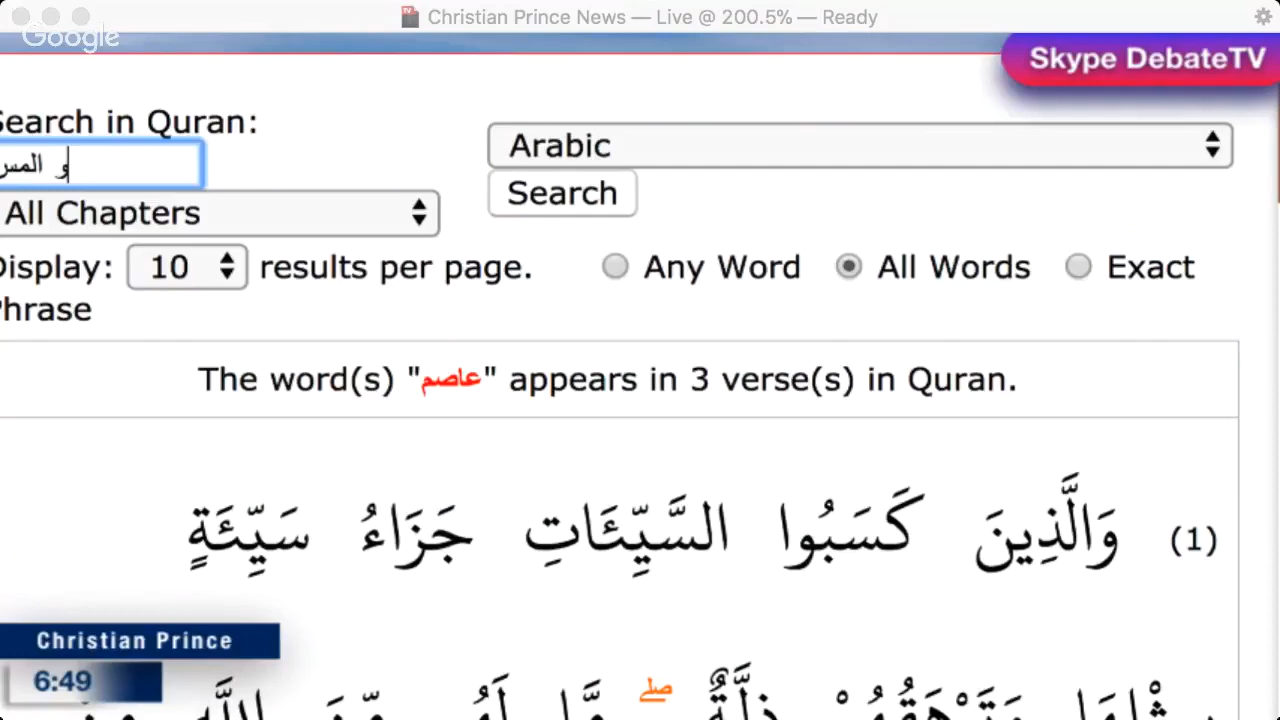 Christian Prince News — Live @ 200.5% — Ready
Google
Skype DebateTV
Search in Quran:
Arabic
و المس
Search
All Chapters
Display: 10 results per page. Any Word All Words Exact
Phrase
The word(s) "عاصم" appears in 3 verse(s) in Quran.
(1) وَالَّذِينَ كَسَبُوا السَّيِّئَاتِ جَزَاءُ سَيِّئَةٍ
Christian Prince
بِمِثْلِهَا وَتَرْهَقُهُمْ ذِلَّةٌ ۖ مَّا لَهُم مِّنَ اللَّهِ مِنْ
6:49